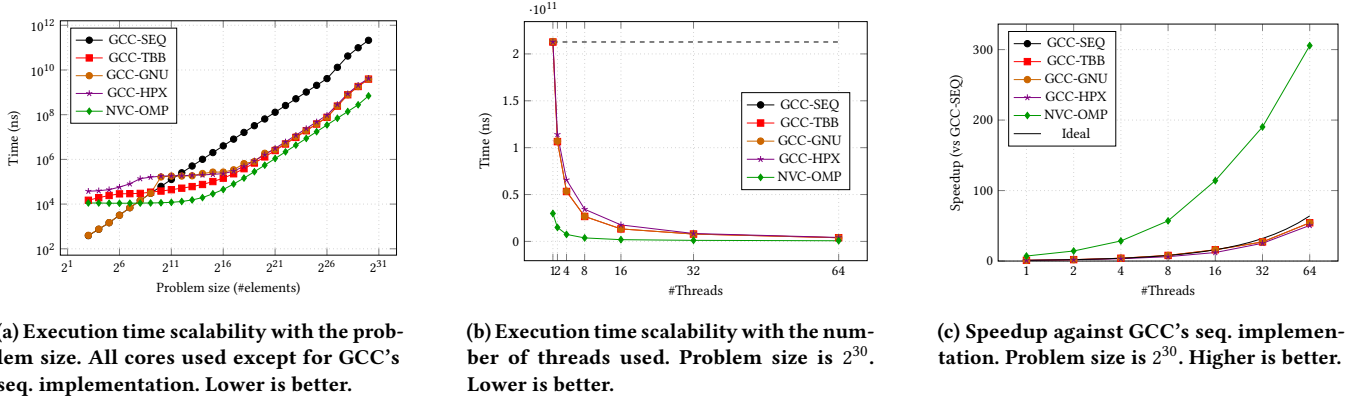 10^12
10^10
10^8
10^6
10^4
10^2
Time (ns)
GCC-SEQ
GCC-TBB
GCC-GNU
GCC-HPX
NVC-OMP
2^1 2^6 2^11 2^16 2^21 2^26 2^31
Problem size (#elements)
(a) Execution time scalability with the prob-
lem size. All cores used except for GCC's
seq. implementation. Lower is better.
·10^11
2
1.5
1
0.5
0
Time (ns)
GCC-SEQ
GCC-TBB
GCC-GNU
GCC-HPX
NVC-OMP
1 2 4 8 16 32 64
#Threads
(b) Execution time scalability with the num-
ber of threads used. Problem size is 2^30.
Lower is better.
300
200
100
0
Speedup (vs GCC-SEQ)
GCC-SEQ
GCC-TBB
GCC-GNU
GCC-HPX
NVC-OMP
Ideal
1 2 4 8 16 32 64
#Threads
(c) Speedup against GCC's seq. implemen-
tation. Problem size is 2^30. Higher is better.